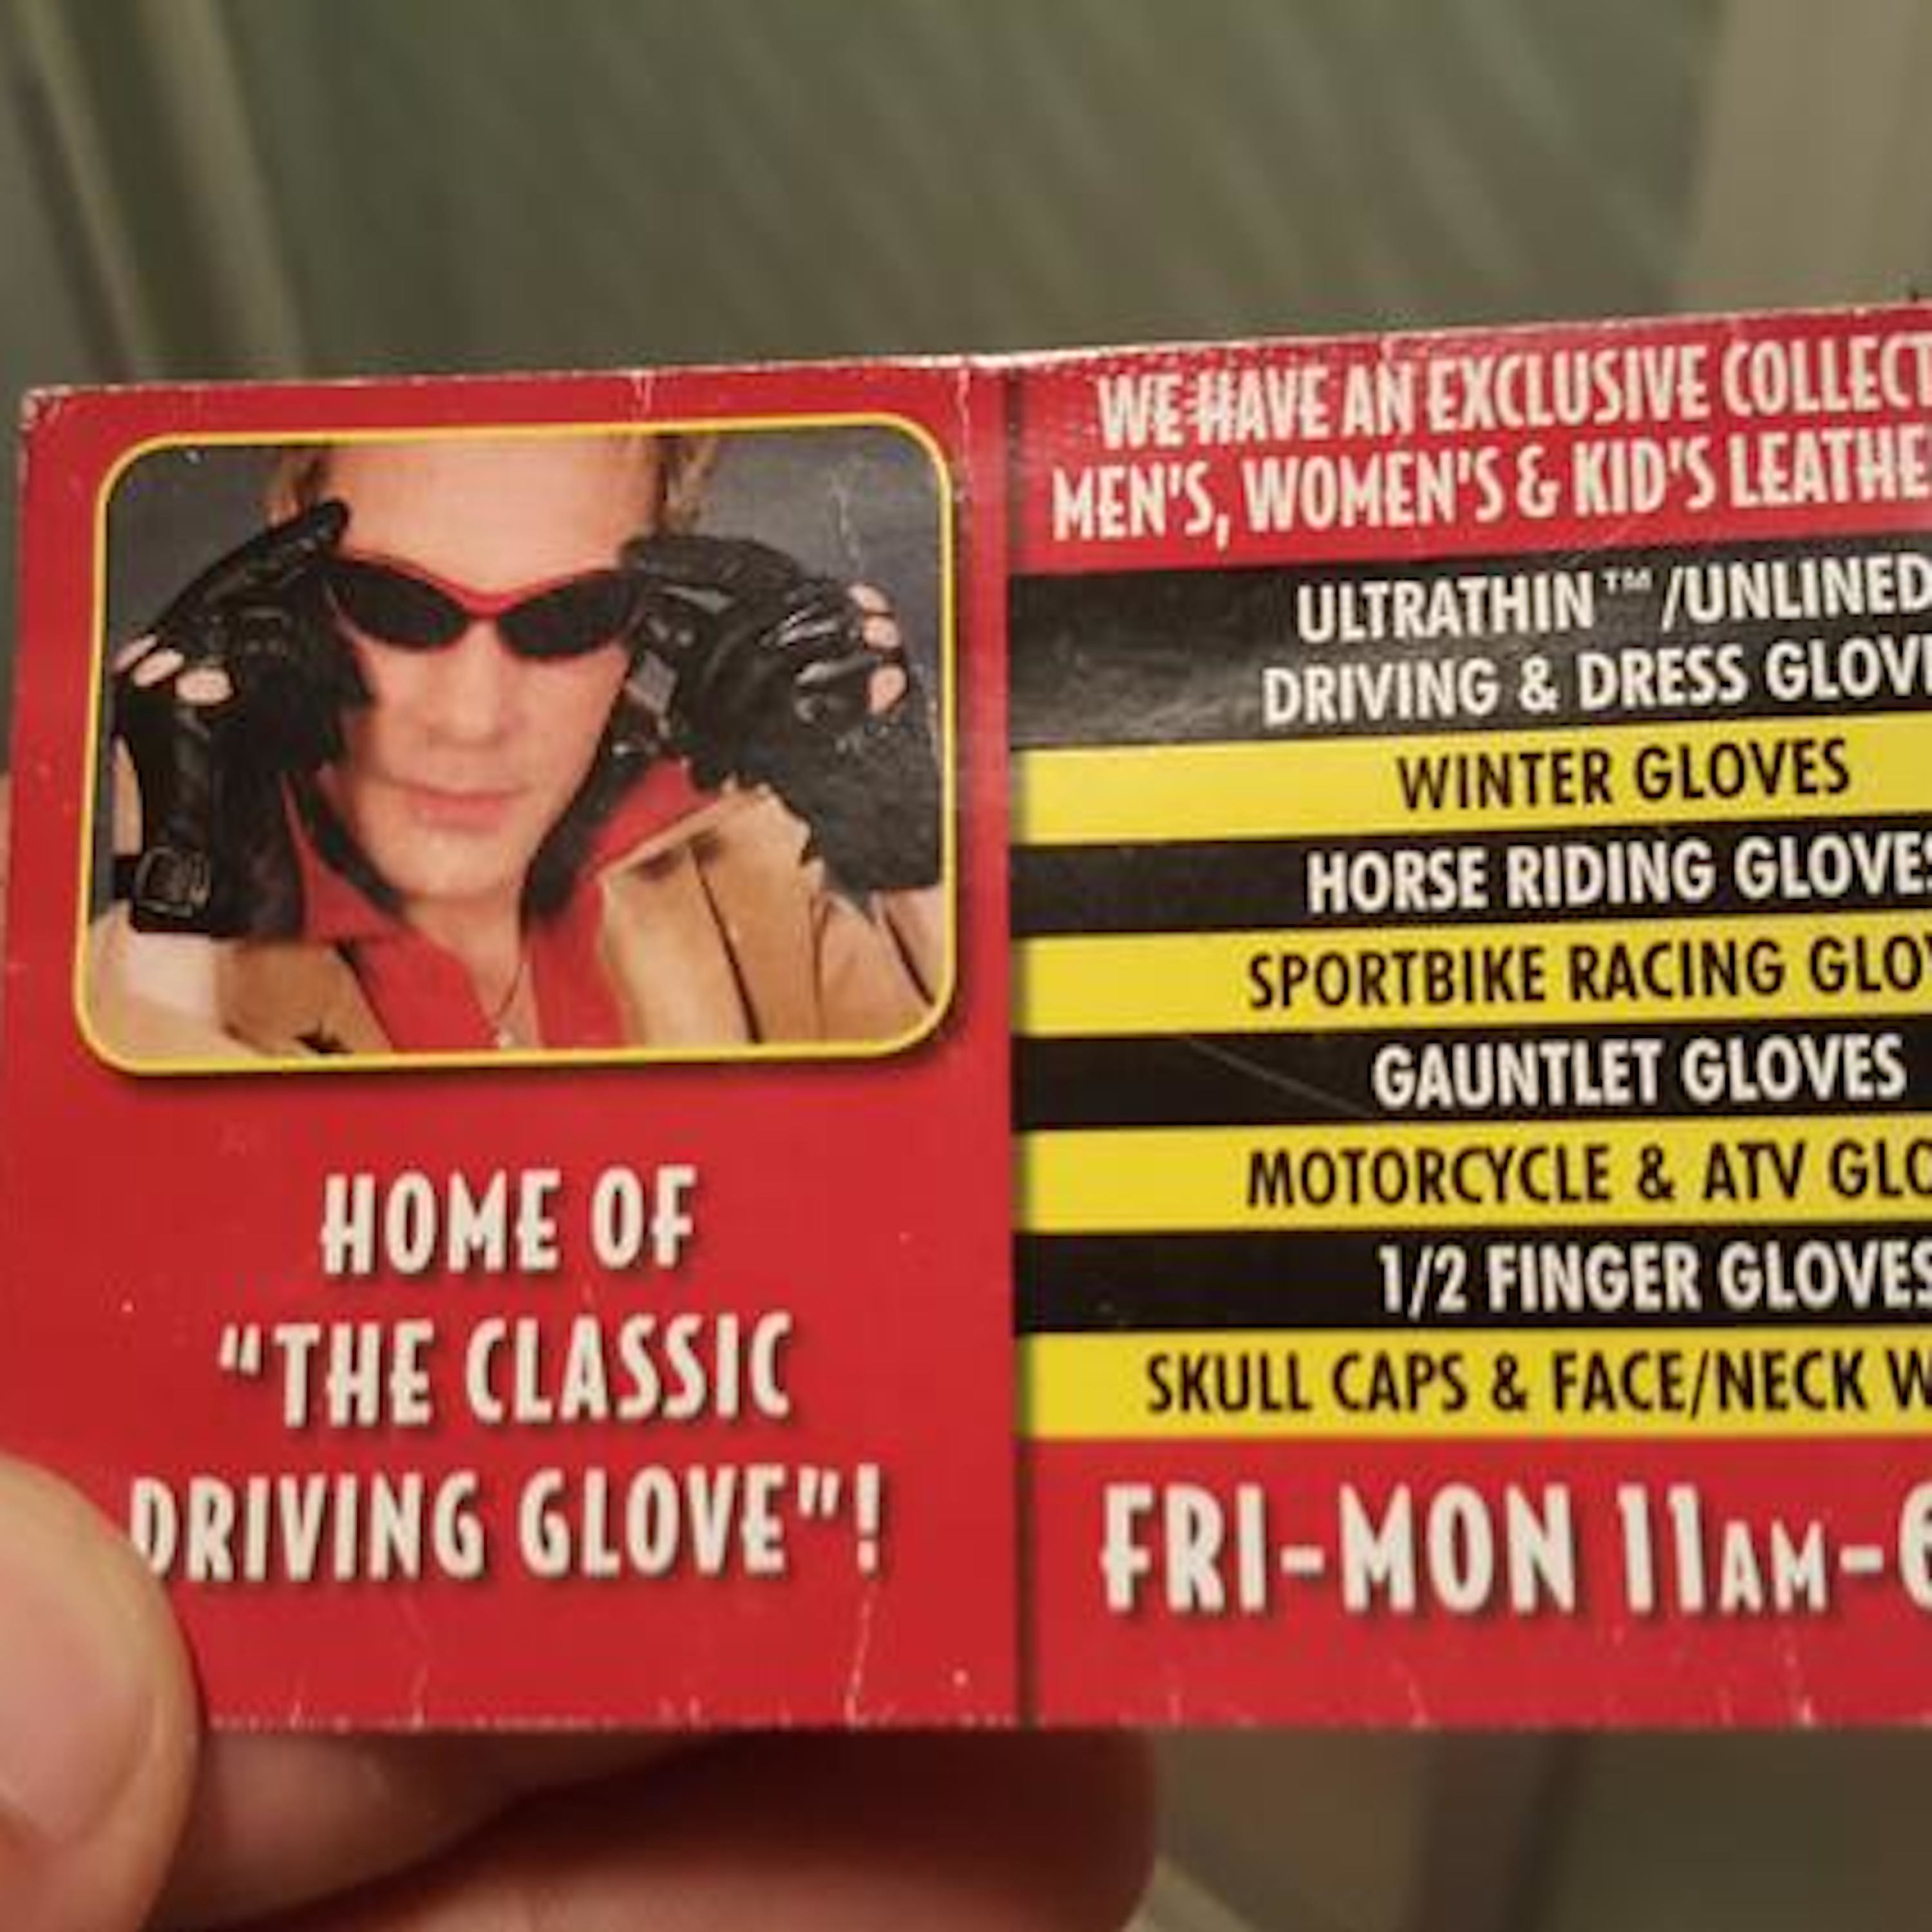 HOME OF
"THE CLASSIC
DRIVING GLOVE"!
WE HAVE AN EXCLUSIVE COLLECT
MEN'S, WOMEN'S & KID'S LEATHE
ULTRATHIN™/UNLINED
DRIVING & DRESS GLOV
WINTER GLOVES
HORSE RIDING GLOVES
SPORTBIKE RACING GLO
GAUNTLET GLOVES
MOTORCYCLE & ATV GLO
1/2 FINGER GLOVES
SKULL CAPS & FACE/NECK W
FRI-MON 11AM-6